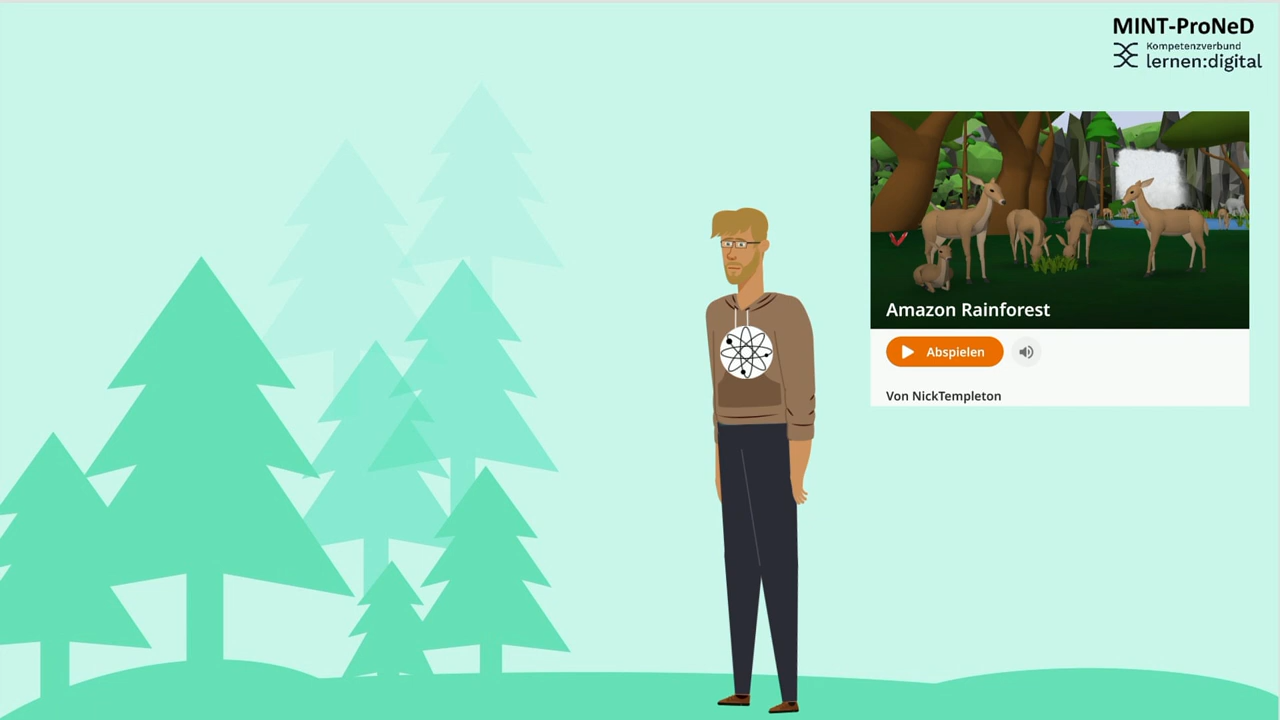 MINT-ProNeD
Kompetenzverbund
lernen:digital
Amazon Rainforest
Abspielen
Von NickTempleton